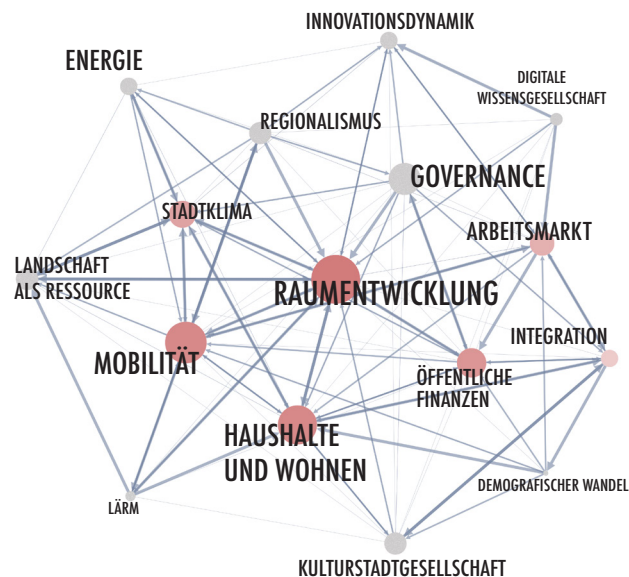 INNOVATIONSDYNAMIK
ENERGIE
DIGITALE
WISSENSGESELLSCHAFT
REGIONALISMUS
GOVERNANCE
STADTKLIMA
ARBEITSMARKT
LANDSCHAFT
ALS RESSOURCE
RAUMENTWICKLUNG
INTEGRATION
MOBILITÄT
ÖFFENTLICHE
FINANZEN
HAUSHALTE
UND WOHNEN
DEMOGRAFISCHER WANDEL
LÄRM
KULTURSTADTGESELLSCHAFT